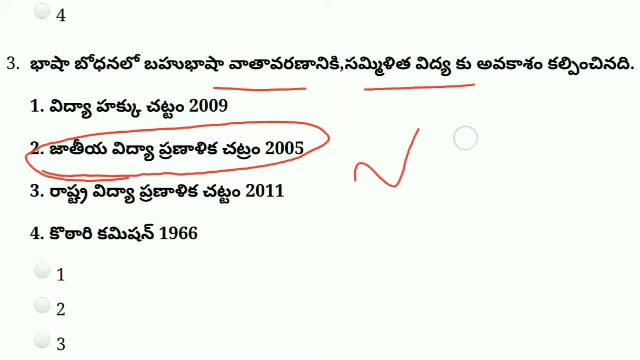 4
3. భాషా బోధనలో బహుభాషా వాతావరణానికి,సమ్మిళిత విద్య కు అవకాశం కల్పించినది.
1. విద్యా హక్కు చట్టం 2009
2. జాతీయ విద్యా ప్రణాళిక చట్రం 2005
3. రాష్ట్ర విద్యా ప్రణాళిక చట్టం 2011
4. కొఠారి కమిషన్ 1966
1
2
3